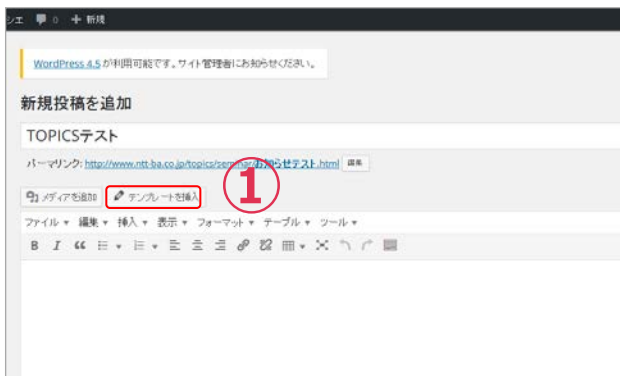 シエ 0 + 新規
WordPress 4.5 が利用可能です。サイト管理者にお知らせください。
新規投稿を追加
TOPICSテスト
パーマリンク: http://www.ntt-ba.co.jp/topics/seminar/お知らせテスト.html 編集
メディアを追加 テンプレートを挿入
①
ファイル 編集 挿入 表示 フォーマット テーブル ツール
B I